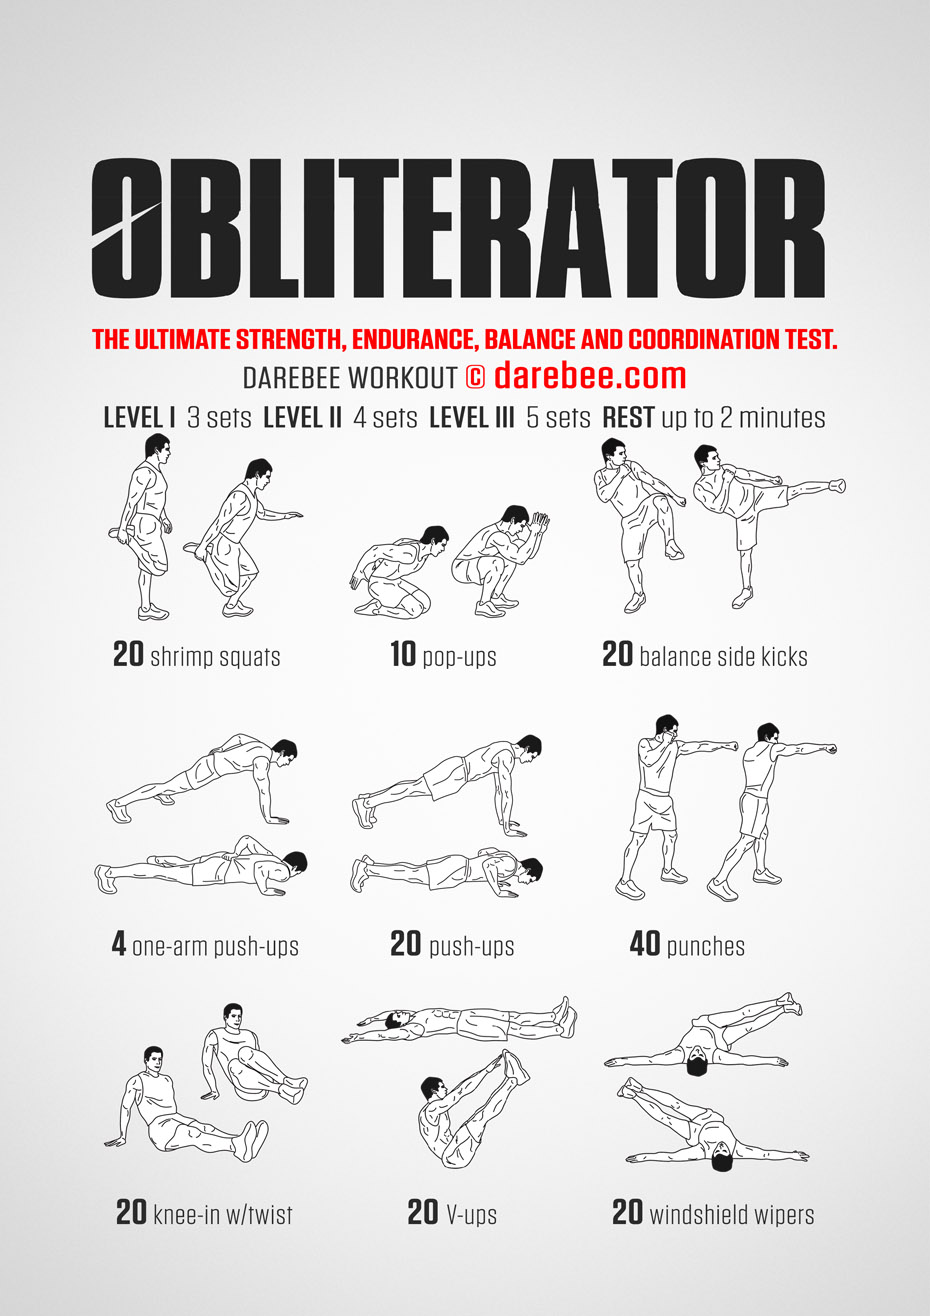 OBLITERATOR
THE ULTIMATE STRENGTH, ENDURANCE, BALANCE AND COORDINATION TEST.
DAREBEE WORKOUT © darebee.com
LEVEL I 3 sets LEVEL II 4 sets LEVEL III 5 sets REST up to 2 minutes
20 shrimp squats
10 pop-ups
20 balance side kicks
4 one-arm push-ups
20 push-ups
40 punches
20 knee-in w/twist
20 V-ups
20 windshield wipers